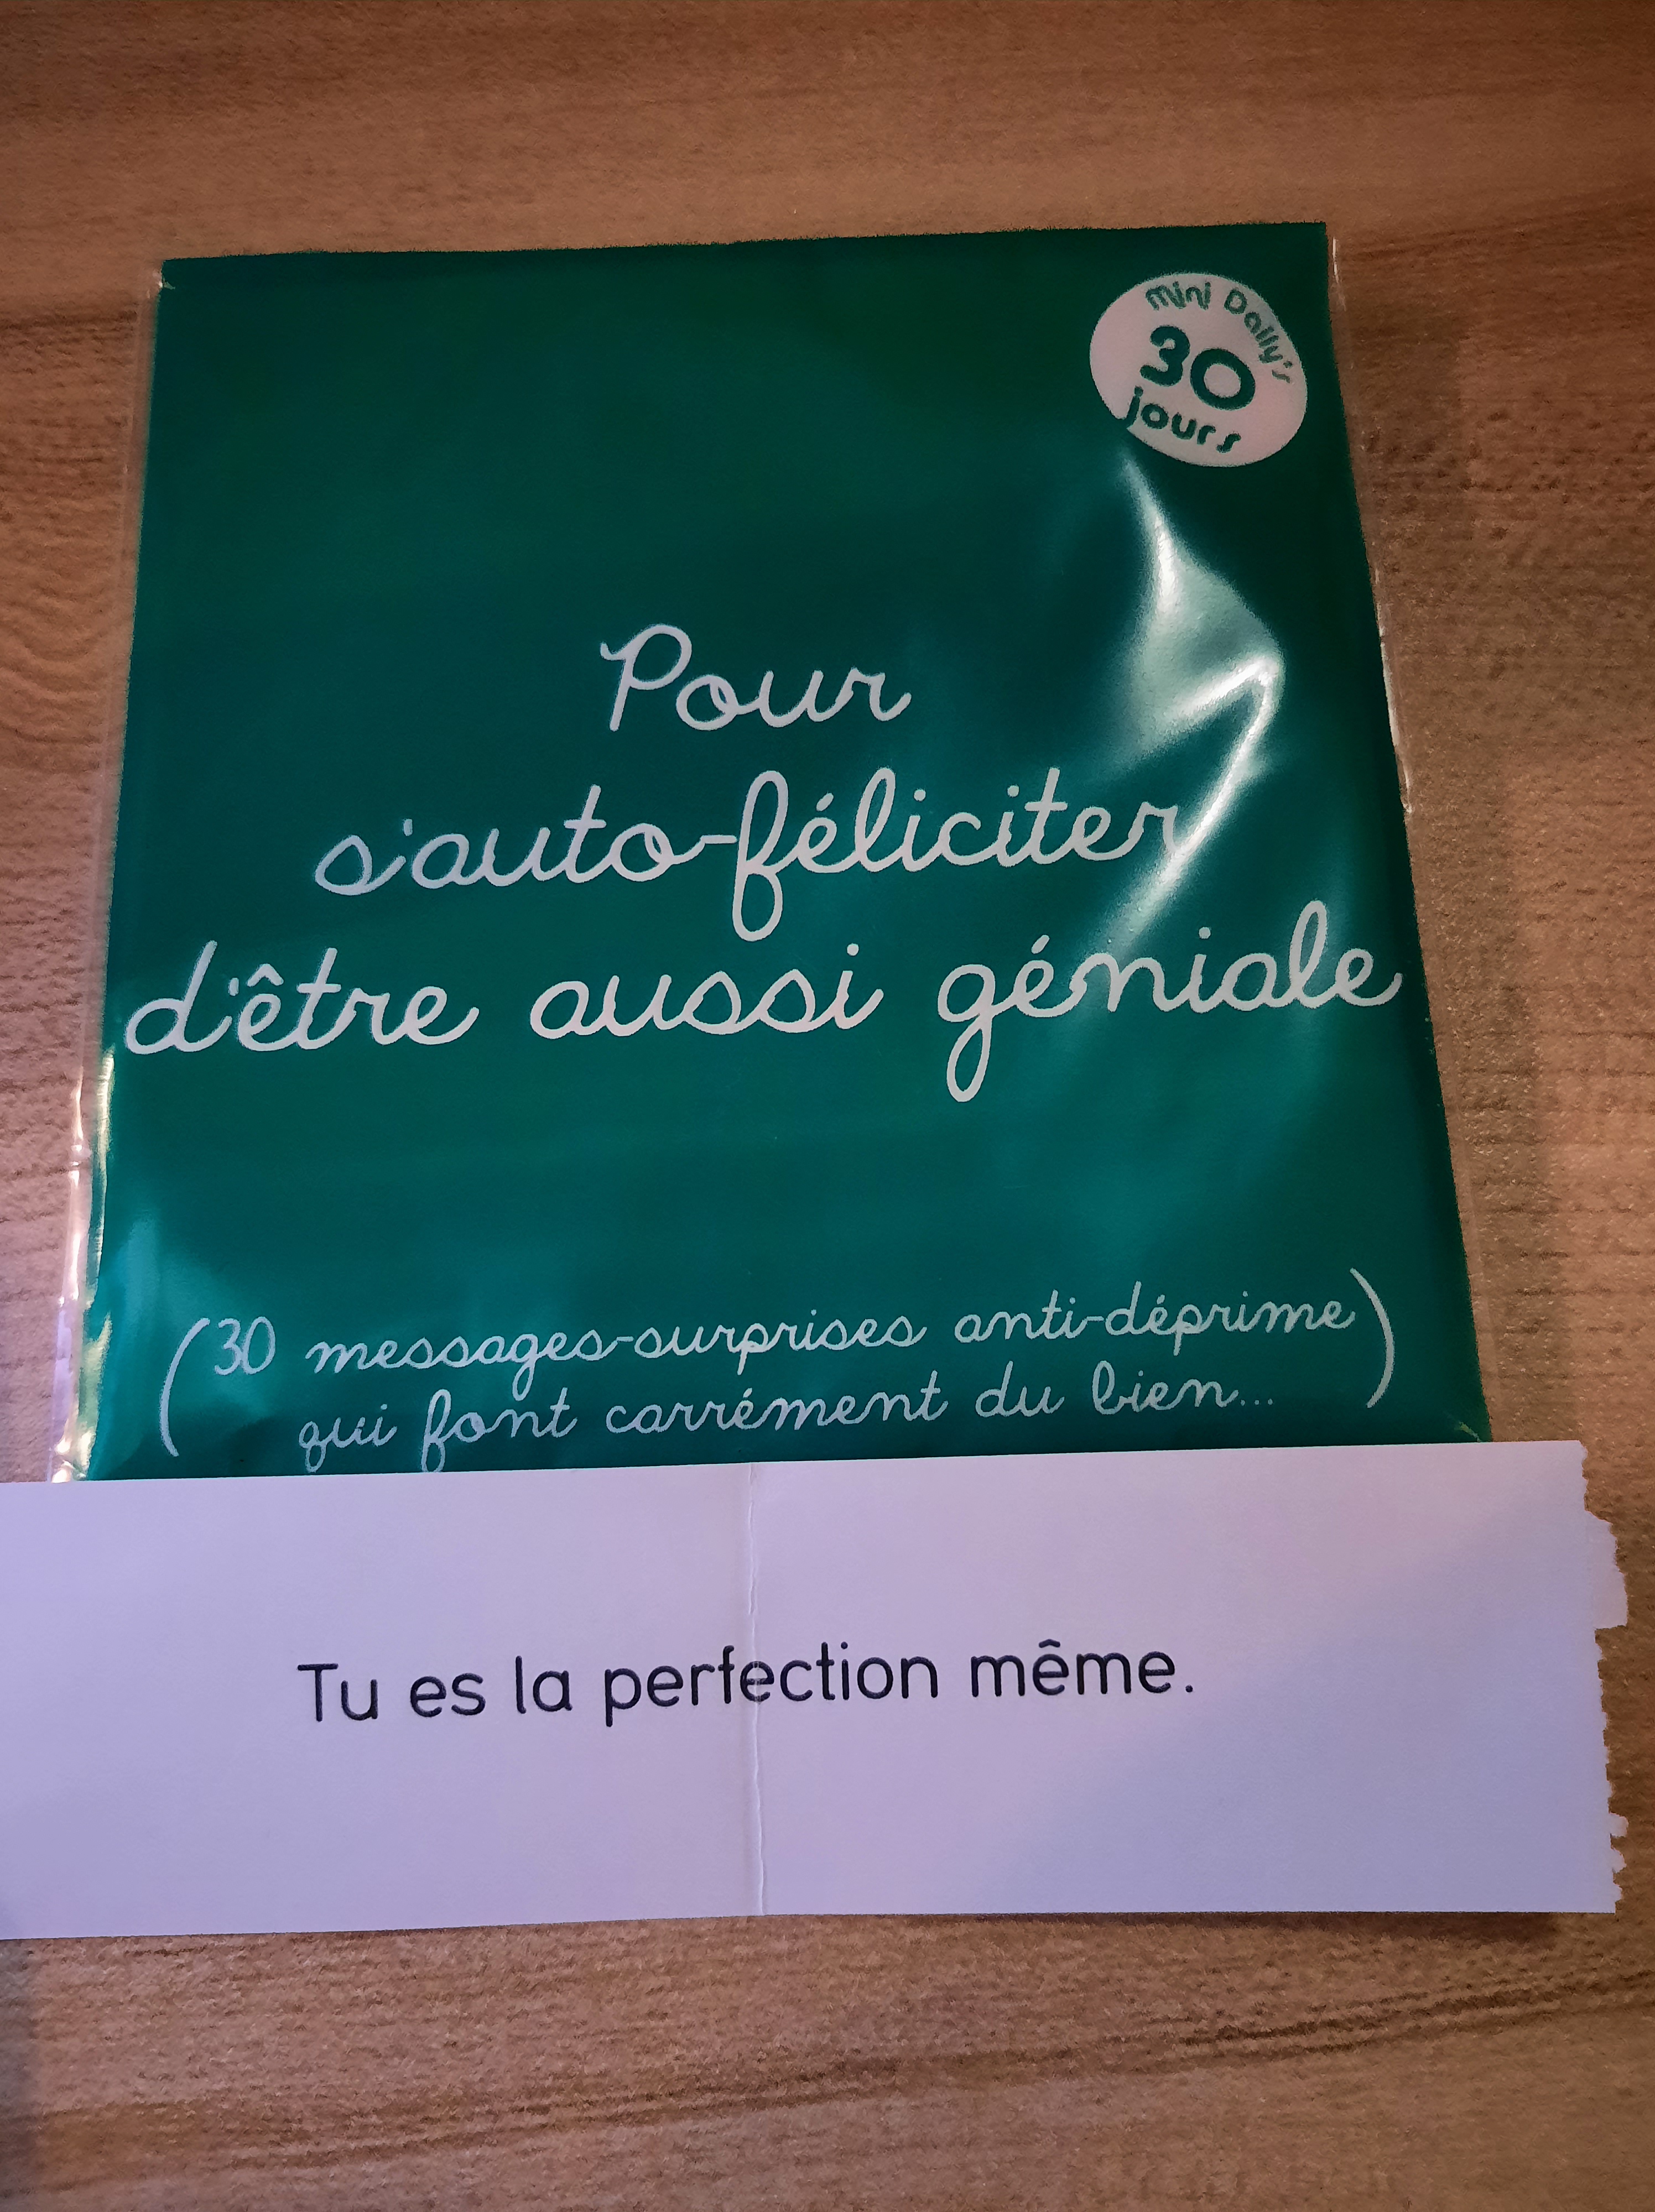 mini Dally's
30
jours
Pour
s'auto-féliciter
d'être aussi géniale
(30 messages-surprises anti-déprime
qui font carrément du bien...)
Tu es la perfection même.